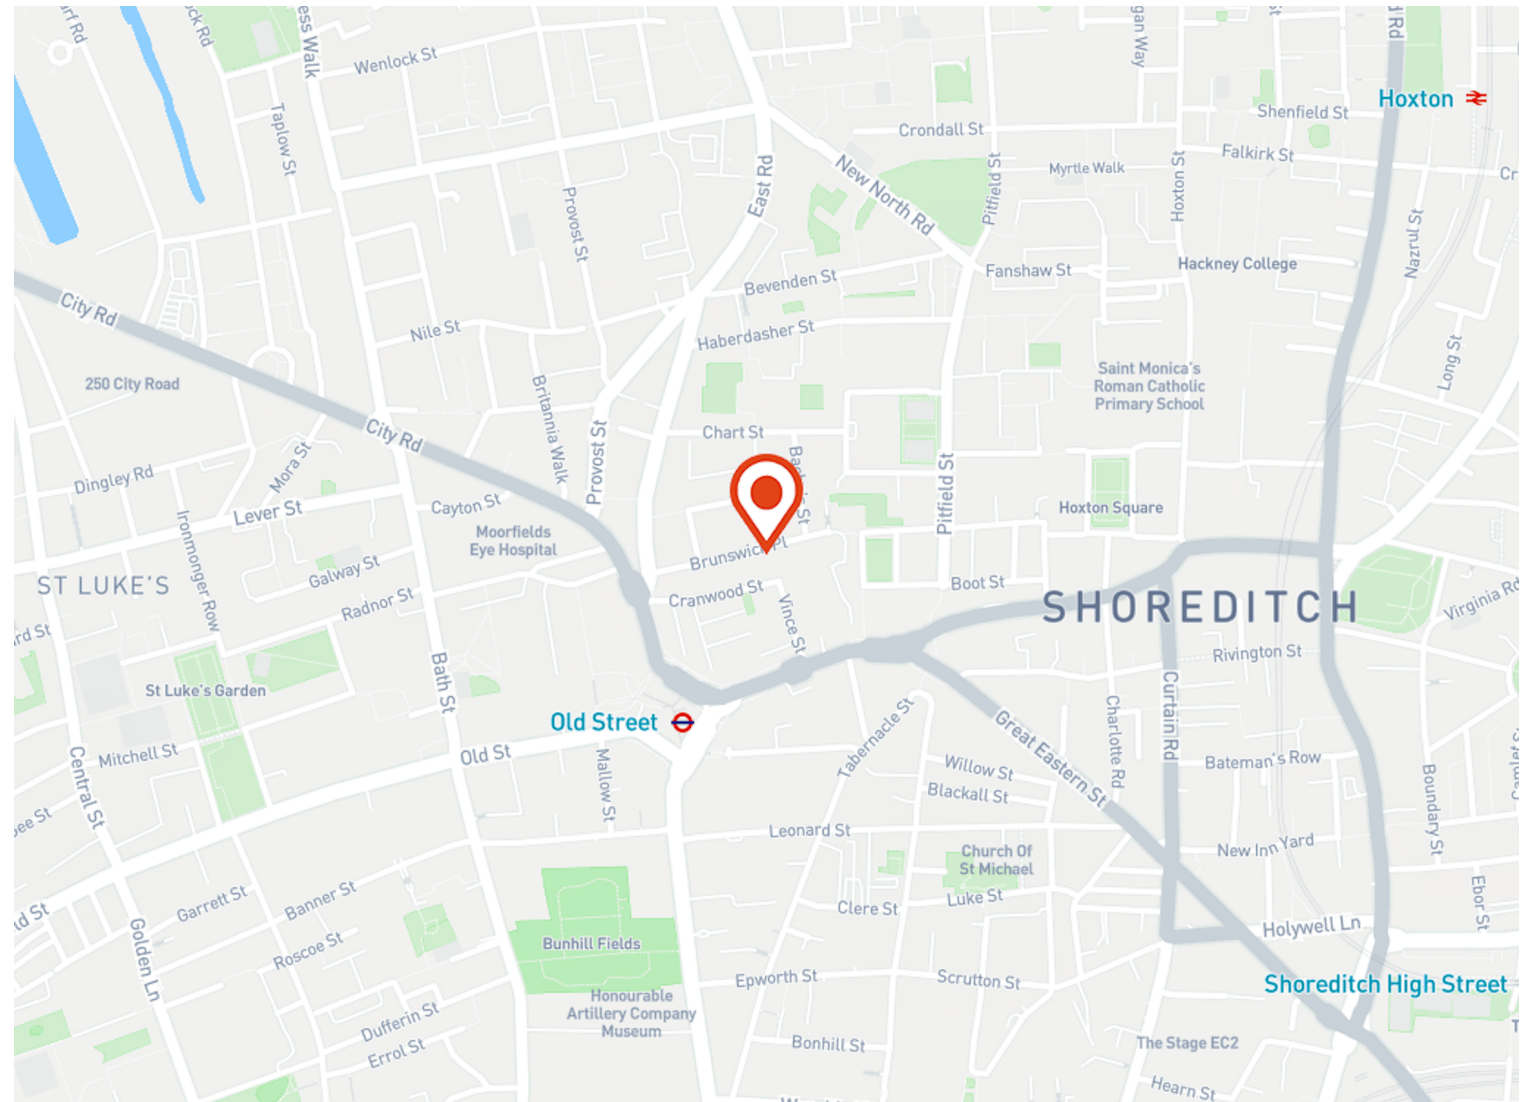 Wenlock St
Taplow St
Crondall St
Shenfield St
Hoxton
Falkirk St
Myrtle Walk
East Rd
New North Rd
Pitfield St
Hoxton St
Provost St
Nazrul St
Hackney College
Fanshaw St
Bevenden St
City Rd
Nile St
Haberdasher St
250 City Road
Saint Monica's
Roman Catholic
Primary School
Long St
Britannia Walk
City Rd
Chart St
Provost St
Mora St
Dingley Rd
Pitfield St
Cayton St
Lever St
Hoxton Square
Moorfields
Eye Hospital
Ironmonger Row
Brunswick Pl
Galway St
ST LUKE'S
Cranwood St
Boot St
Radnor St
Vince St
SHOREDITCH
Virginia Rd
Rivington St
St Luke's Garden
Bath St
Old Street
Curtain Rd
Charlotte Rd
Tabernacle St
Great Eastern St
Mitchell St
Old St
Central St
Mallow St
Willow St
Blackall St
Bateman's Row
Boundary St
Leonard St
New Inn Yard
Church Of
St Michael
Garrett St
Banner St
Clere St
Luke St
Ebor St
Holywell Ln
Golden Ln
Roscoe St
Bunhill Fields
Epworth St
Scrutton St
Shoreditch High Street
Honourable
Artillery Company
Museum
Dufferin St
Errol St
Bonhill St
The Stage EC2
Hearn St